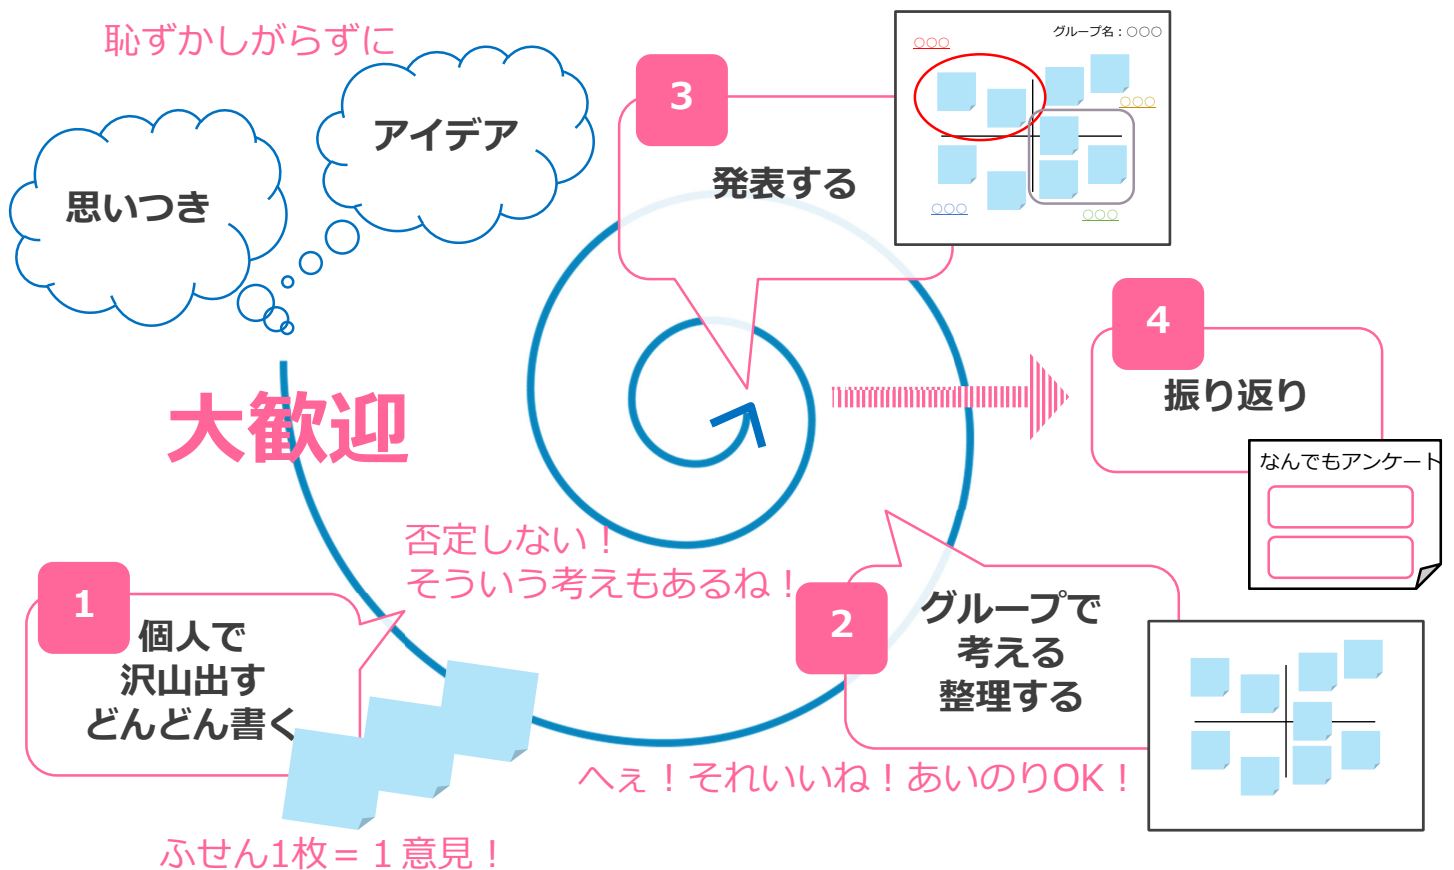 恥ずかしがらずに
アイデア
思いつき
大歓迎
1
個人で
沢山出す
どんどん書く
ふせん1枚＝１意見！
否定しない！
そういう考えもあるね！
2
グループで
考える
整理する
へぇ！それいいね！あいのりOK！
3
発表する
グループ名：○○○
○○○
○○○
○○○
○○○
4
振り返り
なんでもアンケート